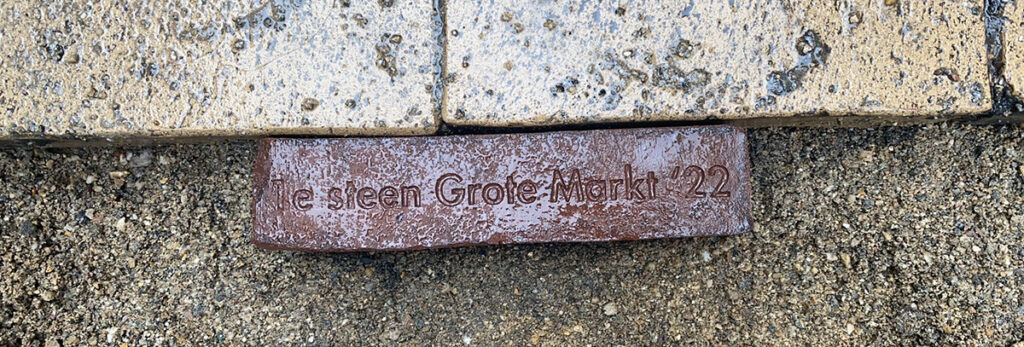 1e steen Grote Markt '22